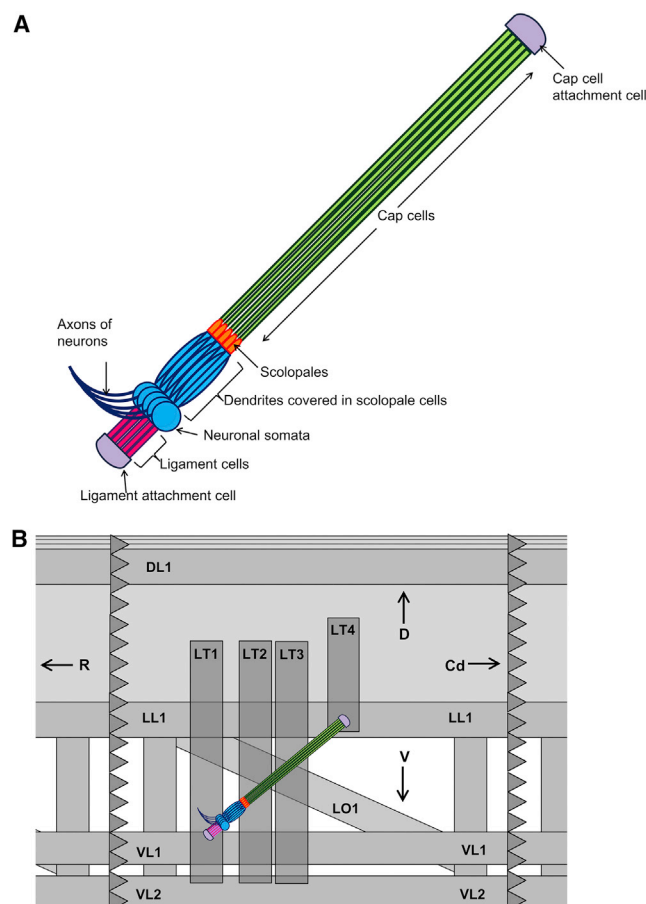 A
Cap cell
attachment cell
Cap cells
Axons of
neurons
Scolopales
Dendrites covered in scolopale cells
Neuronal somata
Ligament cells
Ligament attachment cell
B
DL1
D
LT4
LT1 LT2 LT3
R
Cd
LL1 LL1
V
LO1
VL1 VL1
VL2 VL2